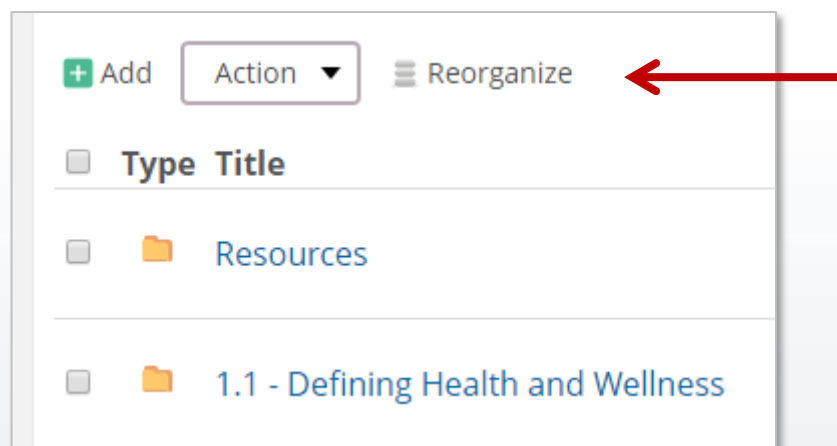 Add Action Reorganize
Type Title
Resources
1.1 - Defining Health and Wellness